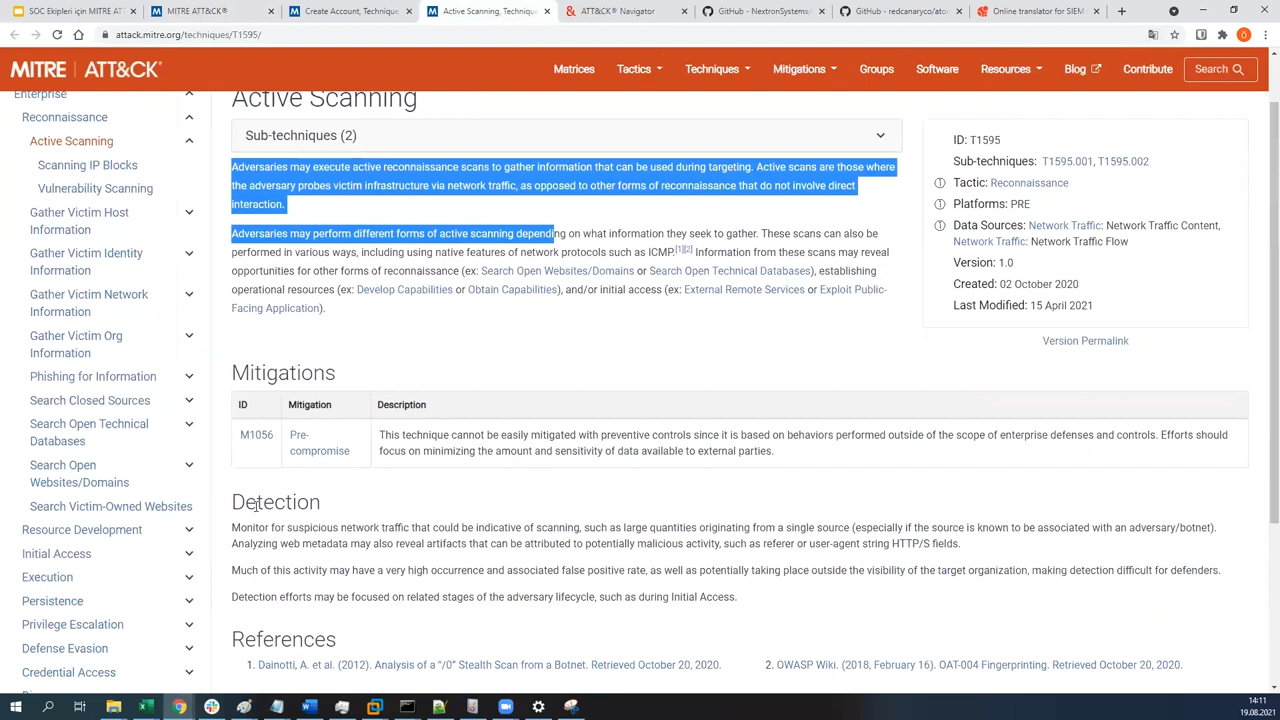 SOC Ekipleri için MITRE ATT&
MITRE ATT&CK®
Create Account, Technique
Active Scanning, Technique
ATT&CK® Navigator
GitHub - NextronSystems/
GitHub - redcanaryco/ato
Online translator for SIEM
attack.mitre.org/techniques/T1595/
MITRE | ATT&CK®
Matrices
Tactics
Techniques
Mitigations
Groups
Software
Resources
Blog
Contribute
Search
Enterprise
Reconnaissance
Active Scanning
Scanning IP Blocks
Vulnerability Scanning
Gather Victim Host
Information
Gather Victim Identity
Information
Gather Victim Network
Information
Gather Victim Org
Information
Phishing for Information
Search Closed Sources
Search Open Technical
Databases
Search Open
Websites/Domains
Search Victim-Owned Websites
Resource Development
Initial Access
Execution
Persistence
Privilege Escalation
Defense Evasion
Credential Access
Active Scanning
Sub-techniques (2)
Adversaries may execute active reconnaissance scans to gather information that can be used during targeting. Active scans are those where
the adversary probes victim infrastructure via network traffic, as opposed to other forms of reconnaissance that do not involve direct
interaction.
Adversaries may perform different forms of active scanning depending on what information they seek to gather. These scans can also be
performed in various ways, including using native features of network protocols such as ICMP.[1][2] Information from these scans may reveal
opportunities for other forms of reconnaissance (ex: Search Open Websites/Domains or Search Open Technical Databases), establishing
operational resources (ex: Develop Capabilities or Obtain Capabilities), and/or initial access (ex: External Remote Services or Exploit Public-
Facing Application).
ID: T1595
Sub-techniques: T1595.001, T1595.002
Tactic: Reconnaissance
Platforms: PRE
Data Sources: Network Traffic: Network Traffic Content,
Network Traffic: Network Traffic Flow
Version: 1.0
Created: 02 October 2020
Last Modified: 15 April 2021
Version Permalink
Mitigations
ID Mitigation Description
M1056 Pre-
compromise
This technique cannot be easily mitigated with preventive controls since it is based on behaviors performed outside of the scope of enterprise defenses and controls. Efforts should
focus on minimizing the amount and sensitivity of data available to external parties.
Detection
Monitor for suspicious network traffic that could be indicative of scanning, such as large quantities originating from a single source (especially if the source is known to be associated with an adversary/botnet).
Analyzing web metadata may also reveal artifacts that can be attributed to potentially malicious activity, such as referer or user-agent string HTTP/S fields.
Much of this activity may have a very high occurrence and associated false positive rate, as well as potentially taking place outside the visibility of the target organization, making detection difficult for defenders.
Detection efforts may be focused on related stages of the adversary lifecycle, such as during Initial Access.
References
1. Dainotti, A. et al. (2012). Analysis of a "/0" Stealth Scan from a Botnet. Retrieved October 20, 2020.
2. OWASP Wiki. (2018, February 16). OAT-004 Fingerprinting. Retrieved October 20, 2020.
14:11
19.08.2021